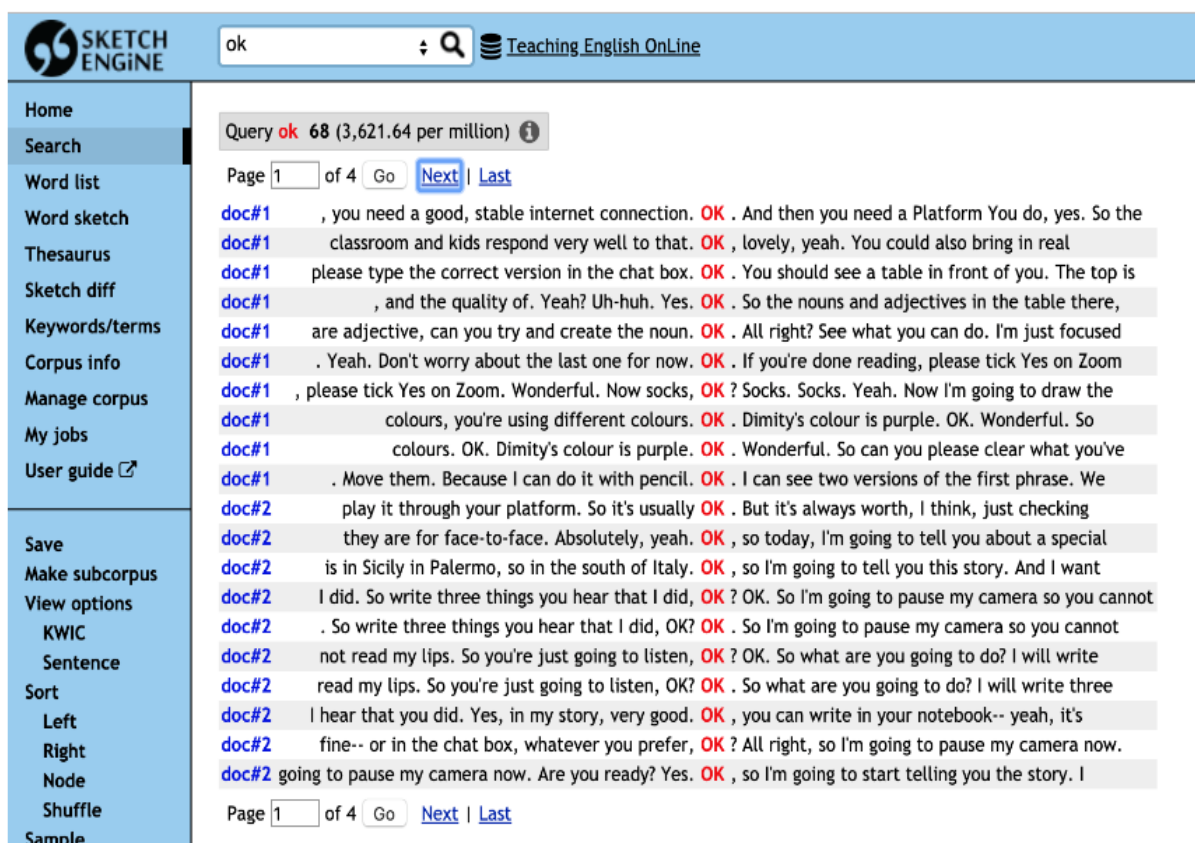 SKETCH
ENGINE
ok
Teaching English OnLine
Home
Search
Word list
Word sketch
Thesaurus
Sketch diff
Keywords/terms
Corpus info
Manage corpus
My jobs
User guide
Save
Make subcorpus
View options
KWIC
Sentence
Sort
Left
Right
Node
Shuffle
Sample
Query ok 68 (3,621.64 per million) i
Page 1 of 4 Go Next | Last
doc#1 , you need a good, stable internet connection. OK . And then you need a Platform You do, yes. So the
doc#1 classroom and kids respond very well to that. OK , lovely, yeah. You could also bring in real
doc#1 please type the correct version in the chat box. OK . You should see a table in front of you. The top is
doc#1 , and the quality of. Yeah? Uh-huh. Yes. OK . So the nouns and adjectives in the table there,
doc#1 are adjective, can you try and create the noun. OK . All right? See what you can do. I'm just focused
doc#1 . Yeah. Don't worry about the last one for now. OK . If you're done reading, please tick Yes on Zoom
doc#1 , please tick Yes on Zoom. Wonderful. Now socks, OK ? Socks. Socks. Yeah. Now I'm going to draw the
doc#1 colours, you're using different colours. OK . Dimity's colour is purple. OK. Wonderful. So
doc#1 colours. OK. Dimity's colour is purple. OK . Wonderful. So can you please clear what you've
doc#1 . Move them. Because I can do it with pencil. OK . I can see two versions of the first phrase. We
doc#2 play it through your platform. So it's usually OK . But it's always worth, I think, just checking
doc#2 they are for face-to-face. Absolutely, yeah. OK , so today, I'm going to tell you about a special
doc#2 is in Sicily in Palermo, so in the south of Italy. OK , so I'm going to tell you this story. And I want
doc#2 I did. So write three things you hear that I did, OK ? OK. So I'm going to pause my camera so you cannot
doc#2 . So write three things you hear that I did, OK? OK . So I'm going to pause my camera so you cannot
doc#2 not read my lips. So you're just going to listen, OK ? OK. So what are you going to do? I will write
doc#2 read my lips. So you're just going to listen, OK? OK . So what are you going to do? I will write three
doc#2 I hear that you did. Yes, in my story, very good. OK , you can write in your notebook-- yeah, it's
doc#2 fine-- or in the chat box, whatever you prefer, OK ? All right, so I'm going to pause my camera now.
doc#2 going to pause my camera now. Are you ready? Yes. OK , so I'm going to start telling you the story. I
Page 1 of 4 Go Next | Last